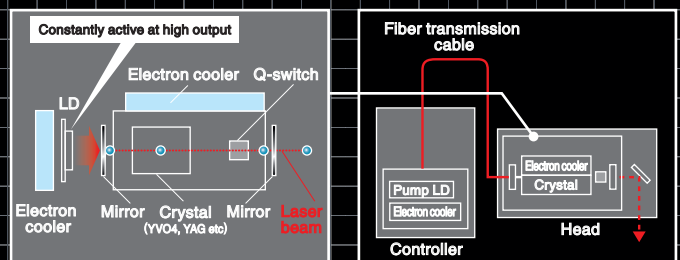 Constantly active at high output
Electron cooler
Q-switch
LD
Electron
cooler
Mirror
Crystal
(YVO4, YAG etc)
Mirror
Laser
beam
Fiber transmission
cable
Pump LD
Electron cooler
Controller
Electron cooler
Crystal
Head